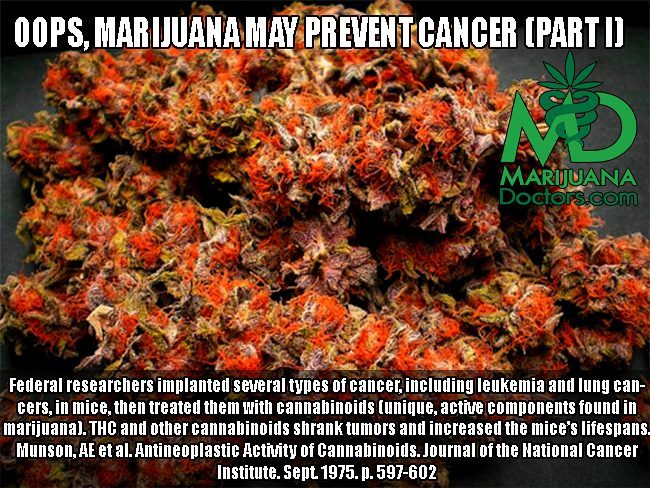 OOPS, MARIJUANA MAY PREVENT CANCER (PART I)
MD
MARIJUANA
Doctors.com
Federal researchers implanted several types of cancer, including leukemia and lung can-
cers, in mice, then treated them with cannabinoids (unique, active components found in
marijuana). THC and other cannabinoids shrank tumors and increased the mice's lifespans.
Munson, AE et al. Antineoplastic Activity of Cannabinoids. Journal of the National Cancer
Institute. Sept. 1975. p. 597-602